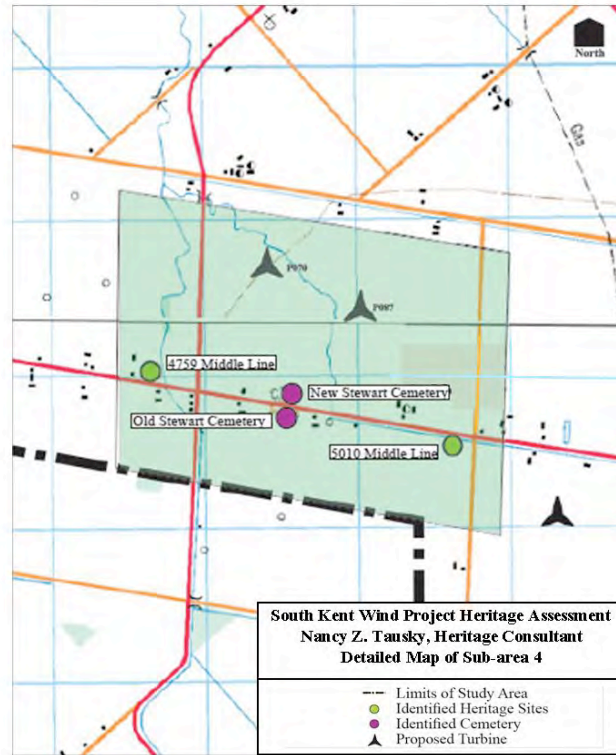 North
Gas
P070
P097
4759 Middle Line
New Stewart Cemetery
Old Stewart Cemetery
5010 Middle Line
South Kent Wind Project Heritage Assessment
Nancy Z. Tausky, Heritage Consultant
Detailed Map of Sub-area 4
Limits of Study Area
Identified Heritage Sites
Identified Cemetery
Proposed Turbine